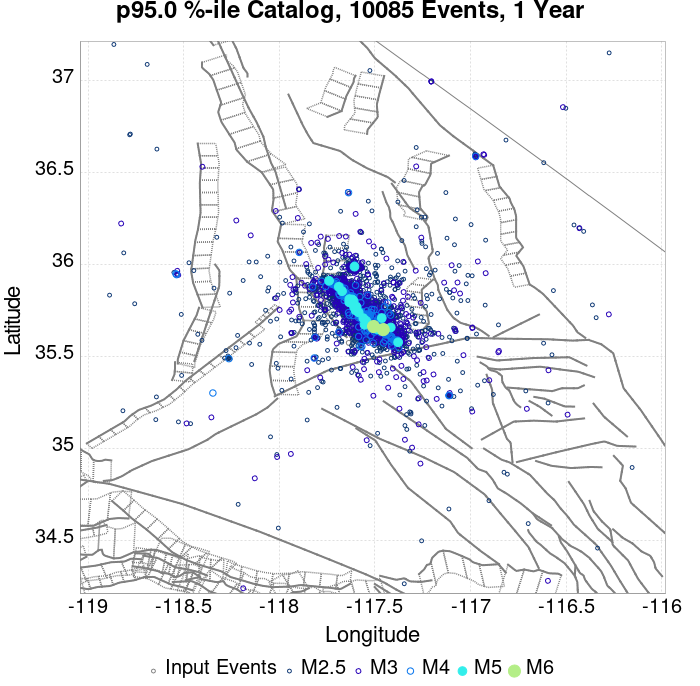 p95.0 %-ile Catalog, 10085 Events, 1 Year
37
36.5
36
35.5
35
34.5
Latitude
-119 -118.5 -118 -117.5 -117 -116.5 -116
Longitude
Input Events M2.5 M3 M4 M5 M6